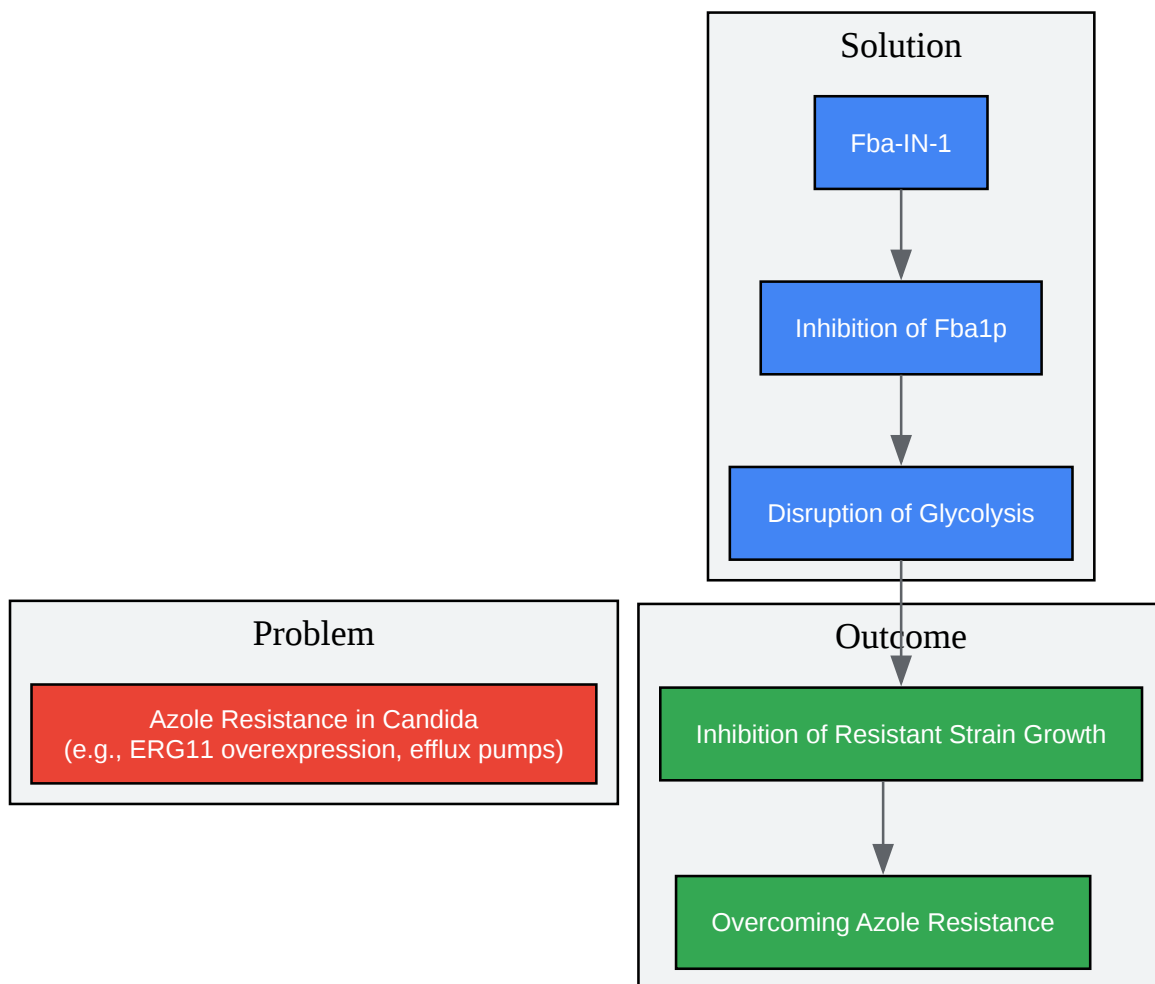 Solution
Fba-IN-1
Inhibition of Fba1p
Disruption of Glycolysis
Problem
Azole Resistance in Candida
(e.g., ERG11 overexpression, efflux pumps)
Outcome
Inhibition of Resistant Strain Growth
Overcoming Azole Resistance